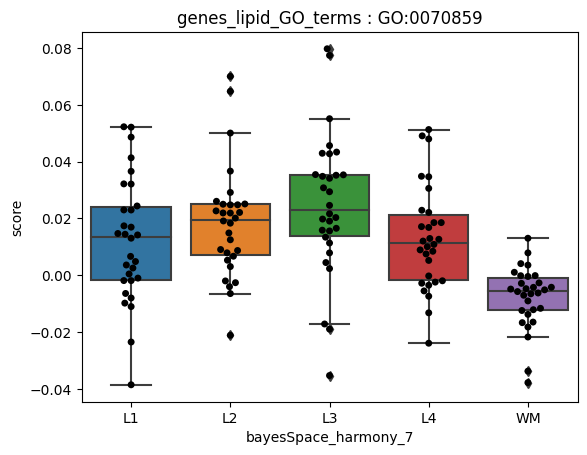 genes_lipid_GO_terms : GO:0070859
0.08
0.06
0.04
0.02
0.00
−0.02
−0.04
score
L1 L2 L3 L4 WM
bayesSpace_harmony_7